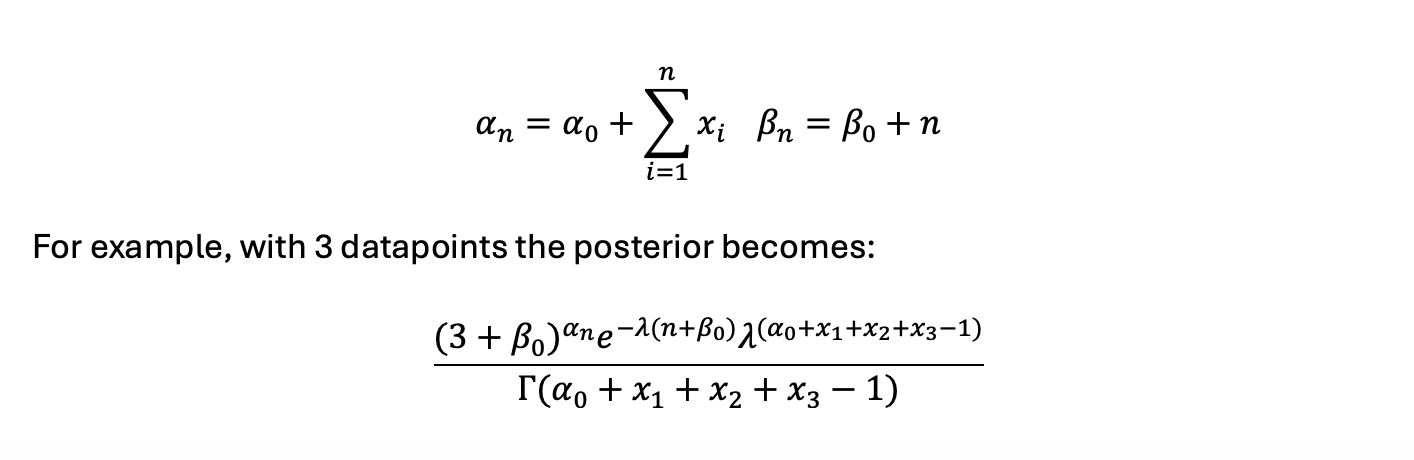 αₙ = α₀ + ∑ᵢ₌₁ⁿ xᵢ βₙ = β₀ + n
For example, with 3 datapoints the posterior becomes:
(3 + β₀)^αₙ e^−λ(n+β₀) λ^(α₀+x₁+x₂+x₃−1)
Γ(α₀ + x₁ + x₂ + x₃ − 1)